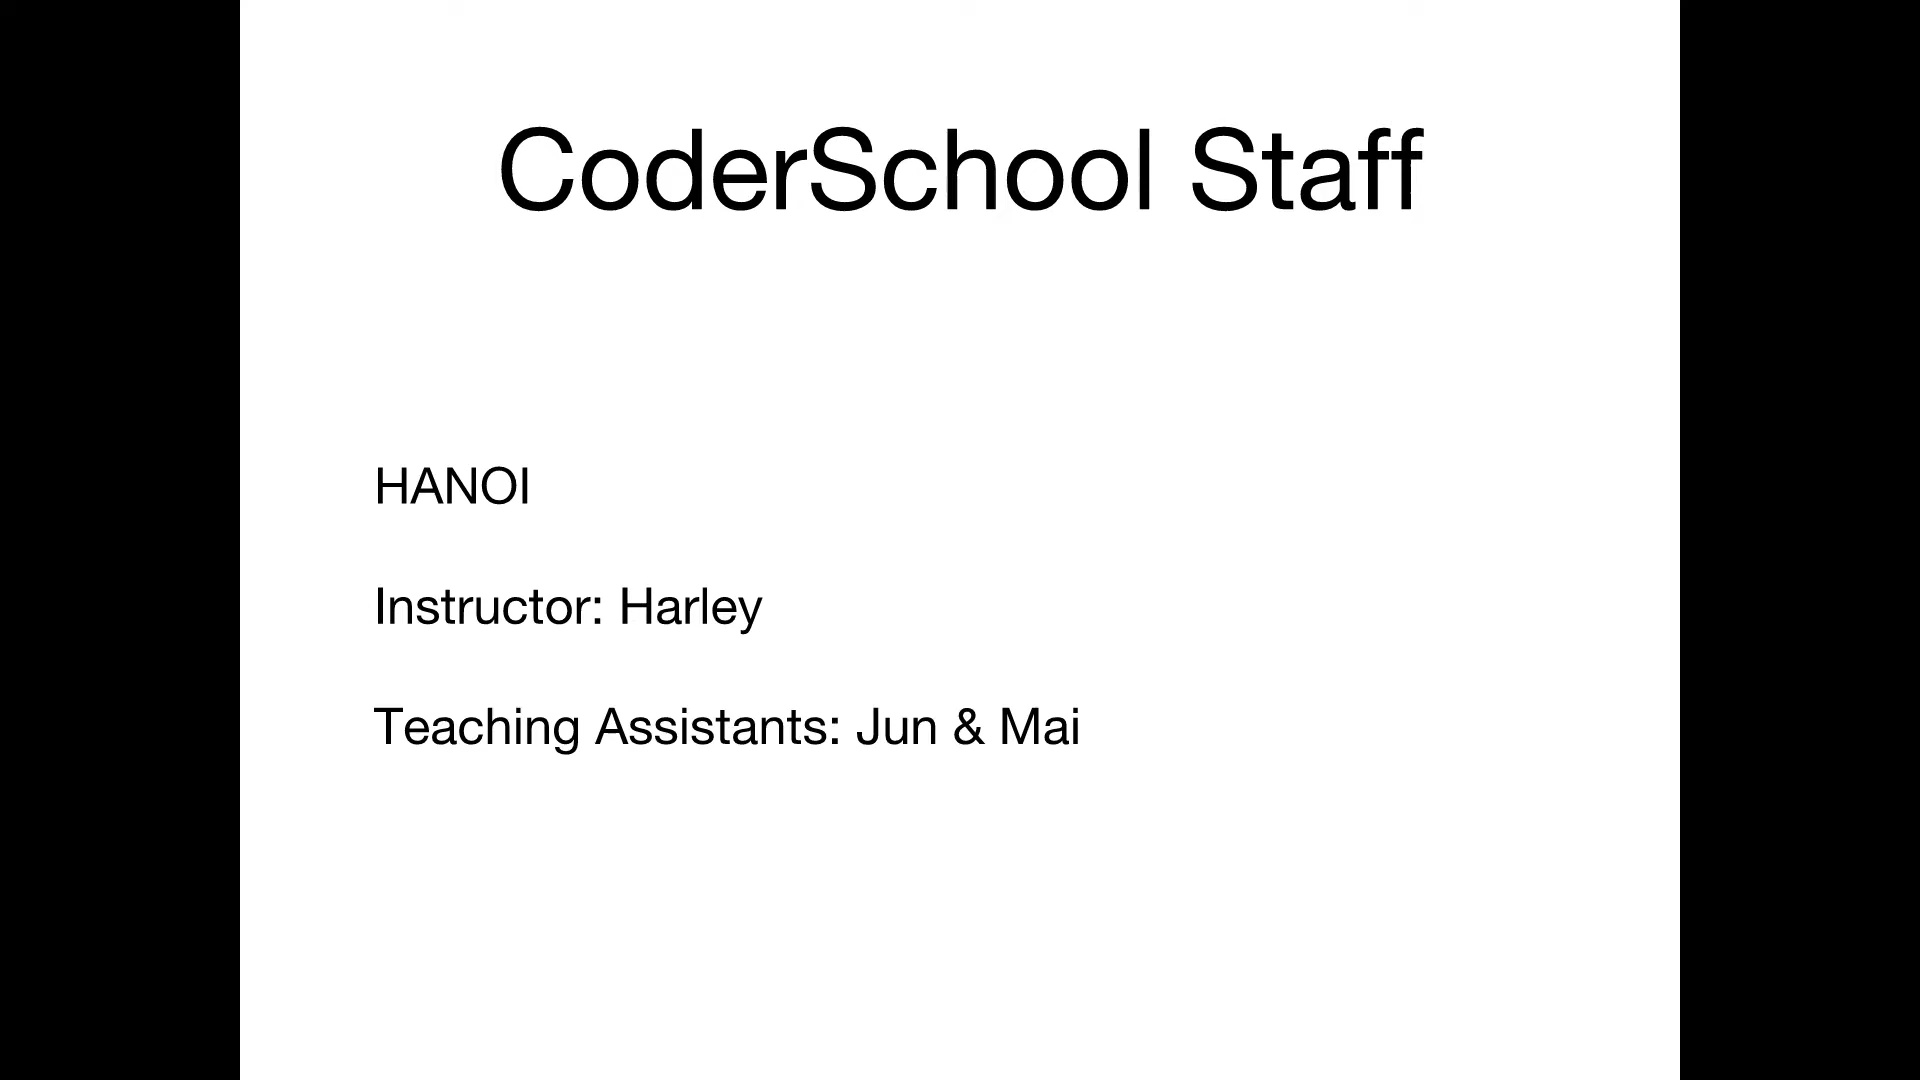 CoderSchool Staff
HANOI
Instructor: Harley
Teaching Assistants: Jun & Mai